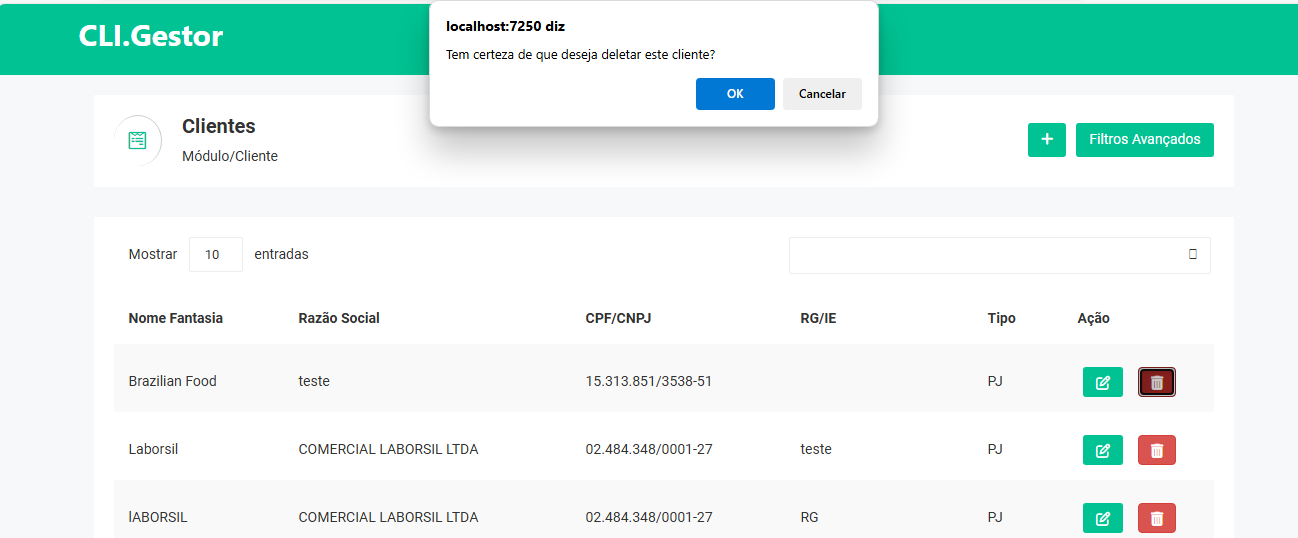 CLI.Gestor
localhost:7250 diz
Tem certeza de que deseja deletar este cliente?
OK Cancelar
Clientes
Módulo/Cliente
+ Filtros Avançados
Mostrar 10 entradas
Nome Fantasia Razão Social CPF/CNPJ RG/IE Tipo Ação
Brazilian Food teste 15.313.851/3538-51 PJ
Laborsil COMERCIAL LABORSIL LTDA 02.484.348/0001-27 teste PJ
lABORSIL COMERCIAL LABORSIL LTDA 02.484.348/0001-27 RG PJ